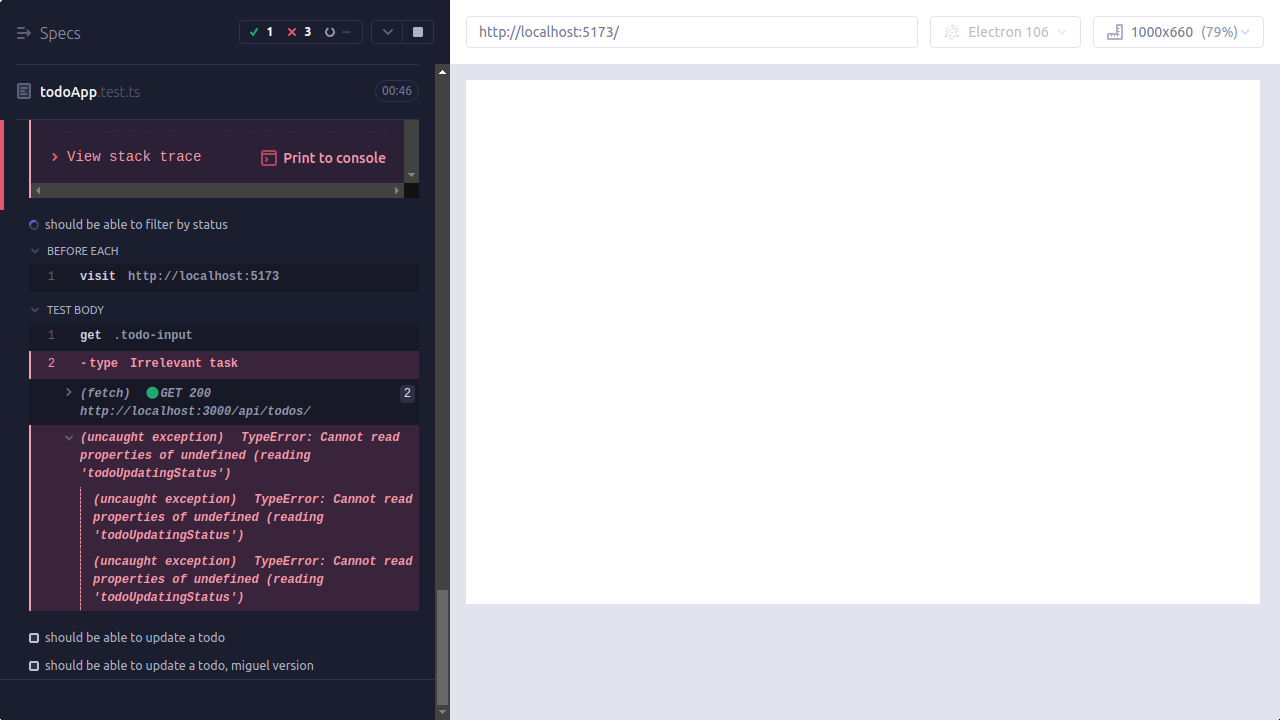 Specs
1 3 --
http://localhost:5173/
Electron 106
1000x660 (79%)
todoApp.test.ts
00:46
View stack trace
Print to console
should be able to filter by status
BEFORE EACH
1 visit http://localhost:5173
TEST BODY
1 get .todo-input
2 -type Irrelevant task
(fetch) GET 200 2
http://localhost:3000/api/todos/
(uncaught exception) TypeError: Cannot read
properties of undefined (reading
'todoUpdatingStatus')
(uncaught exception) TypeError: Cannot read
properties of undefined (reading
'todoUpdatingStatus')
(uncaught exception) TypeError: Cannot read
properties of undefined (reading
'todoUpdatingStatus')
should be able to update a todo
should be able to update a todo, miguel version